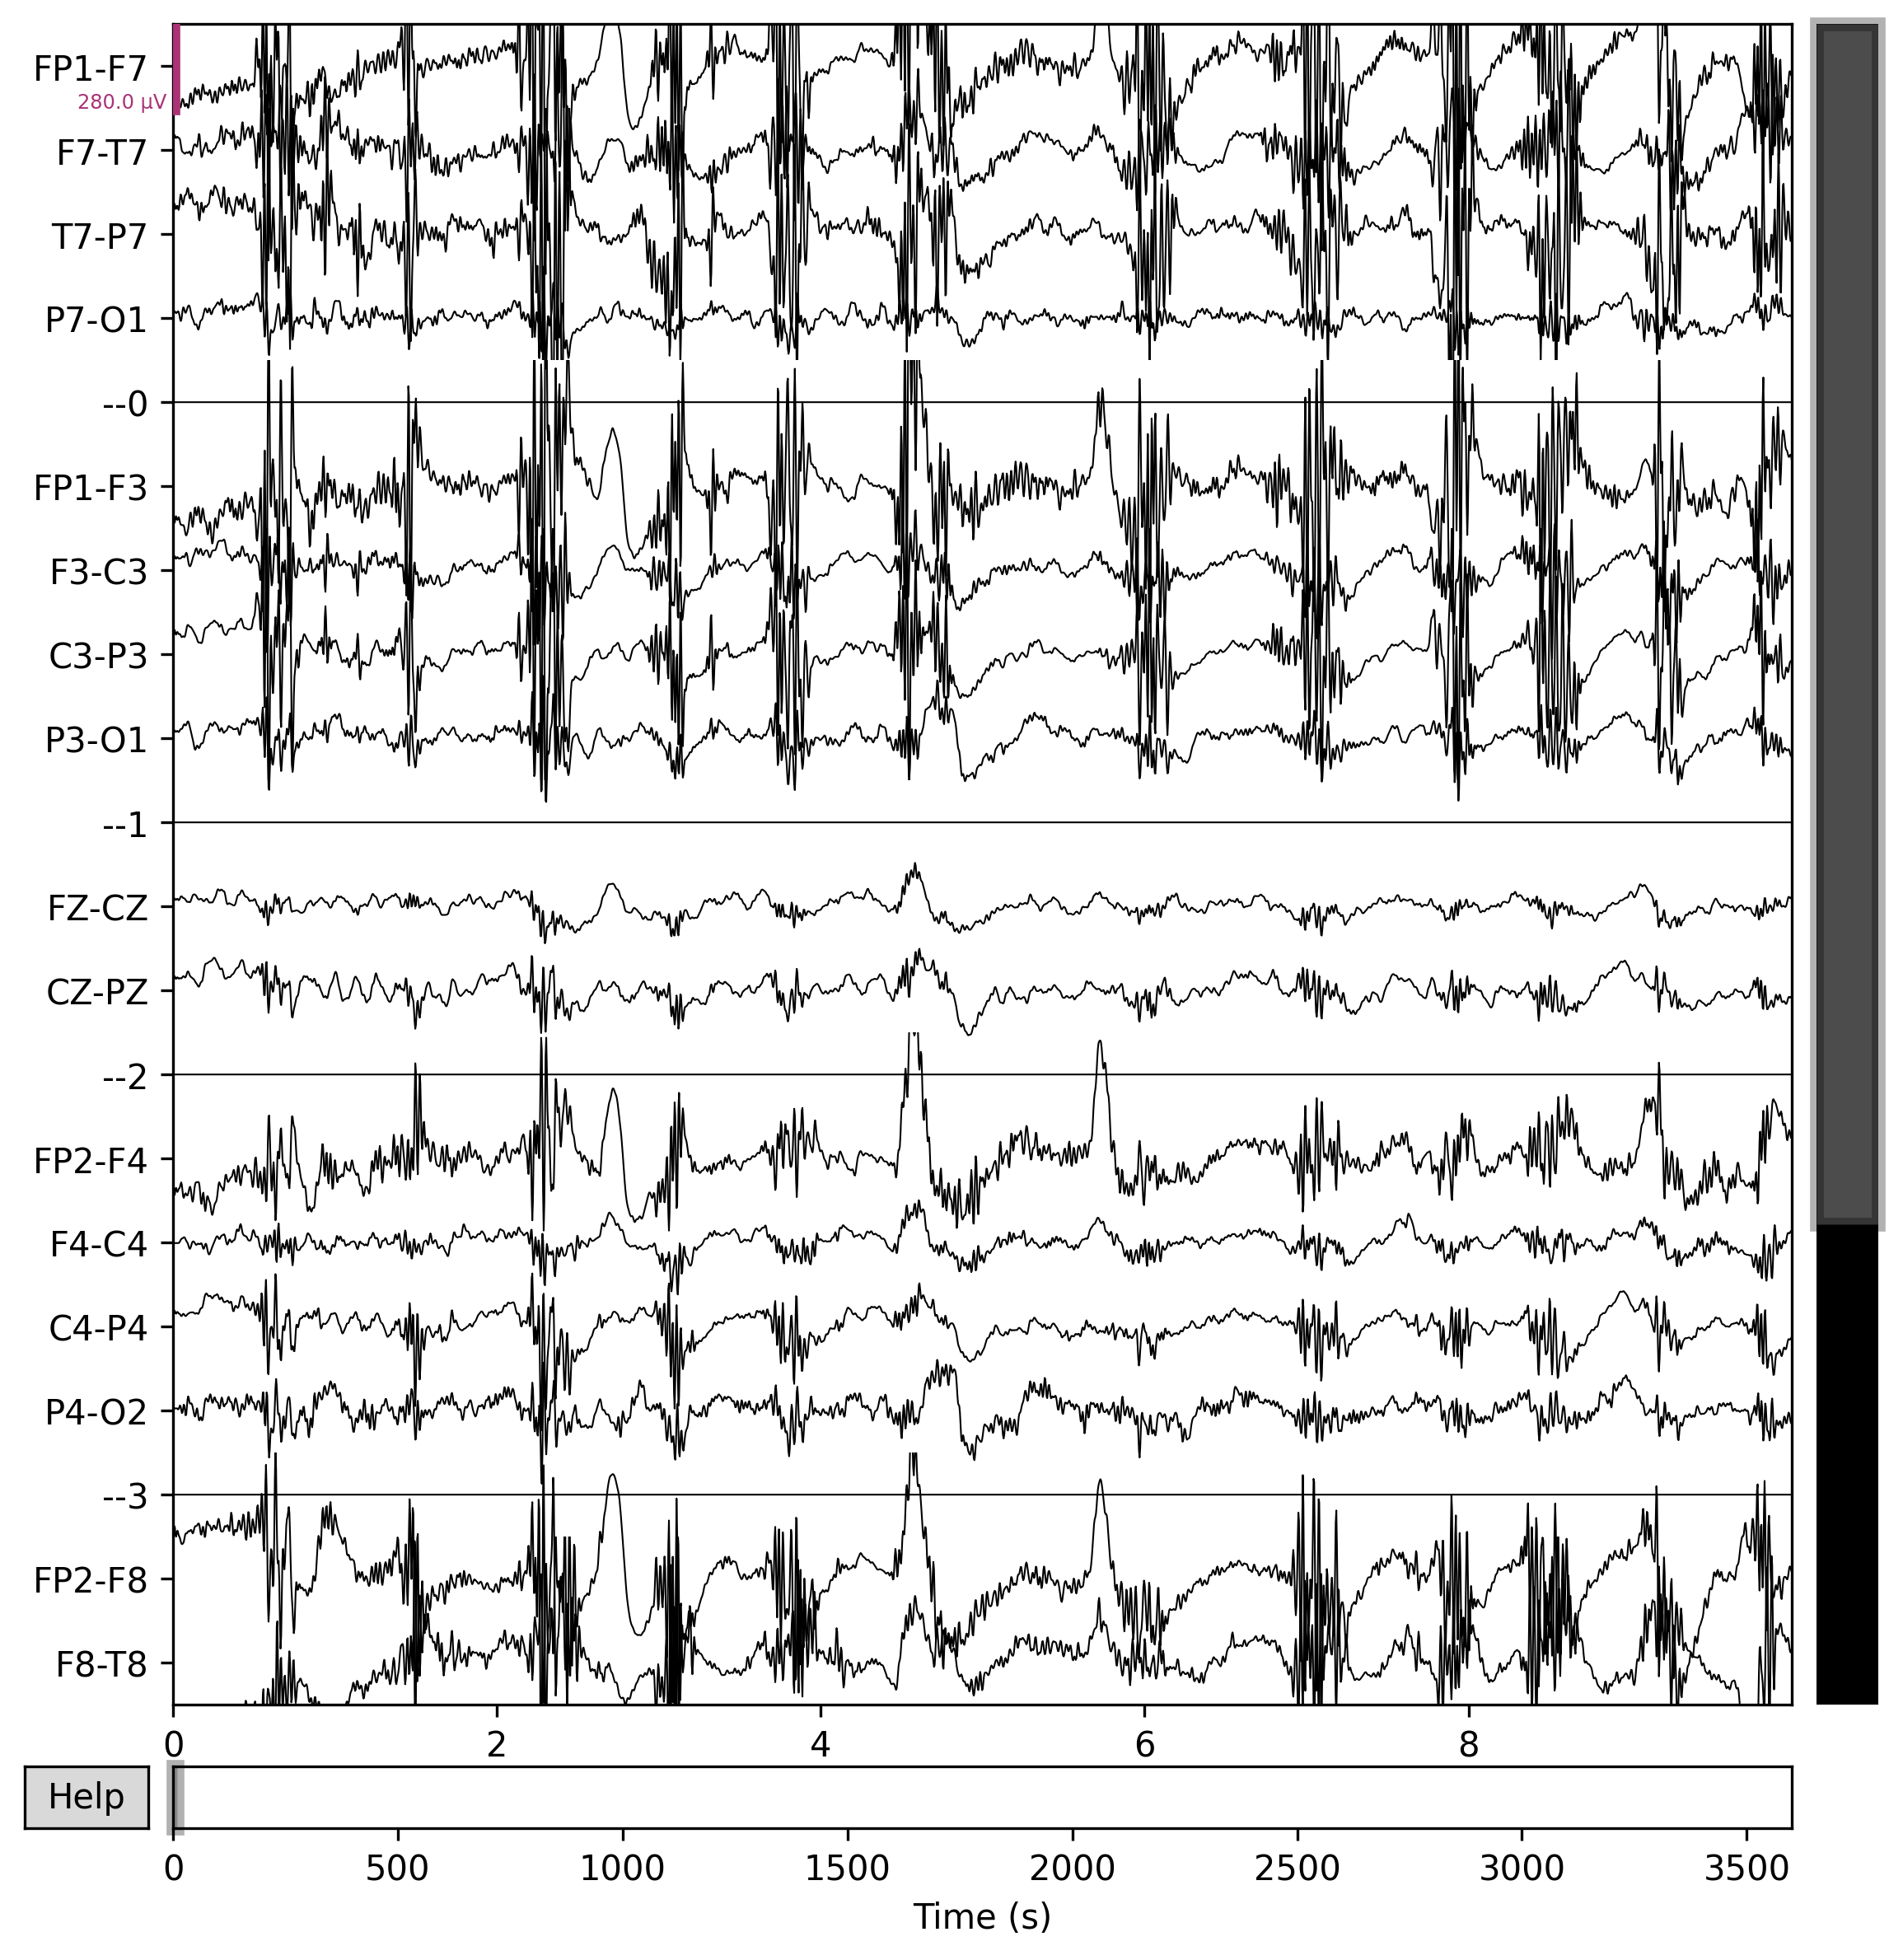 FP1-F7
280.0 µV
F7-T7
T7-P7
P7-O1
--0
FP1-F3
F3-C3
C3-P3
P3-O1
--1
FZ-CZ
CZ-PZ
--2
FP2-F4
F4-C4
C4-P4
P4-O2
--3
FP2-F8
F8-T8
0 2 4 6 8
Help
0 500 1000 1500 2000 2500 3000 3500
Time (s)